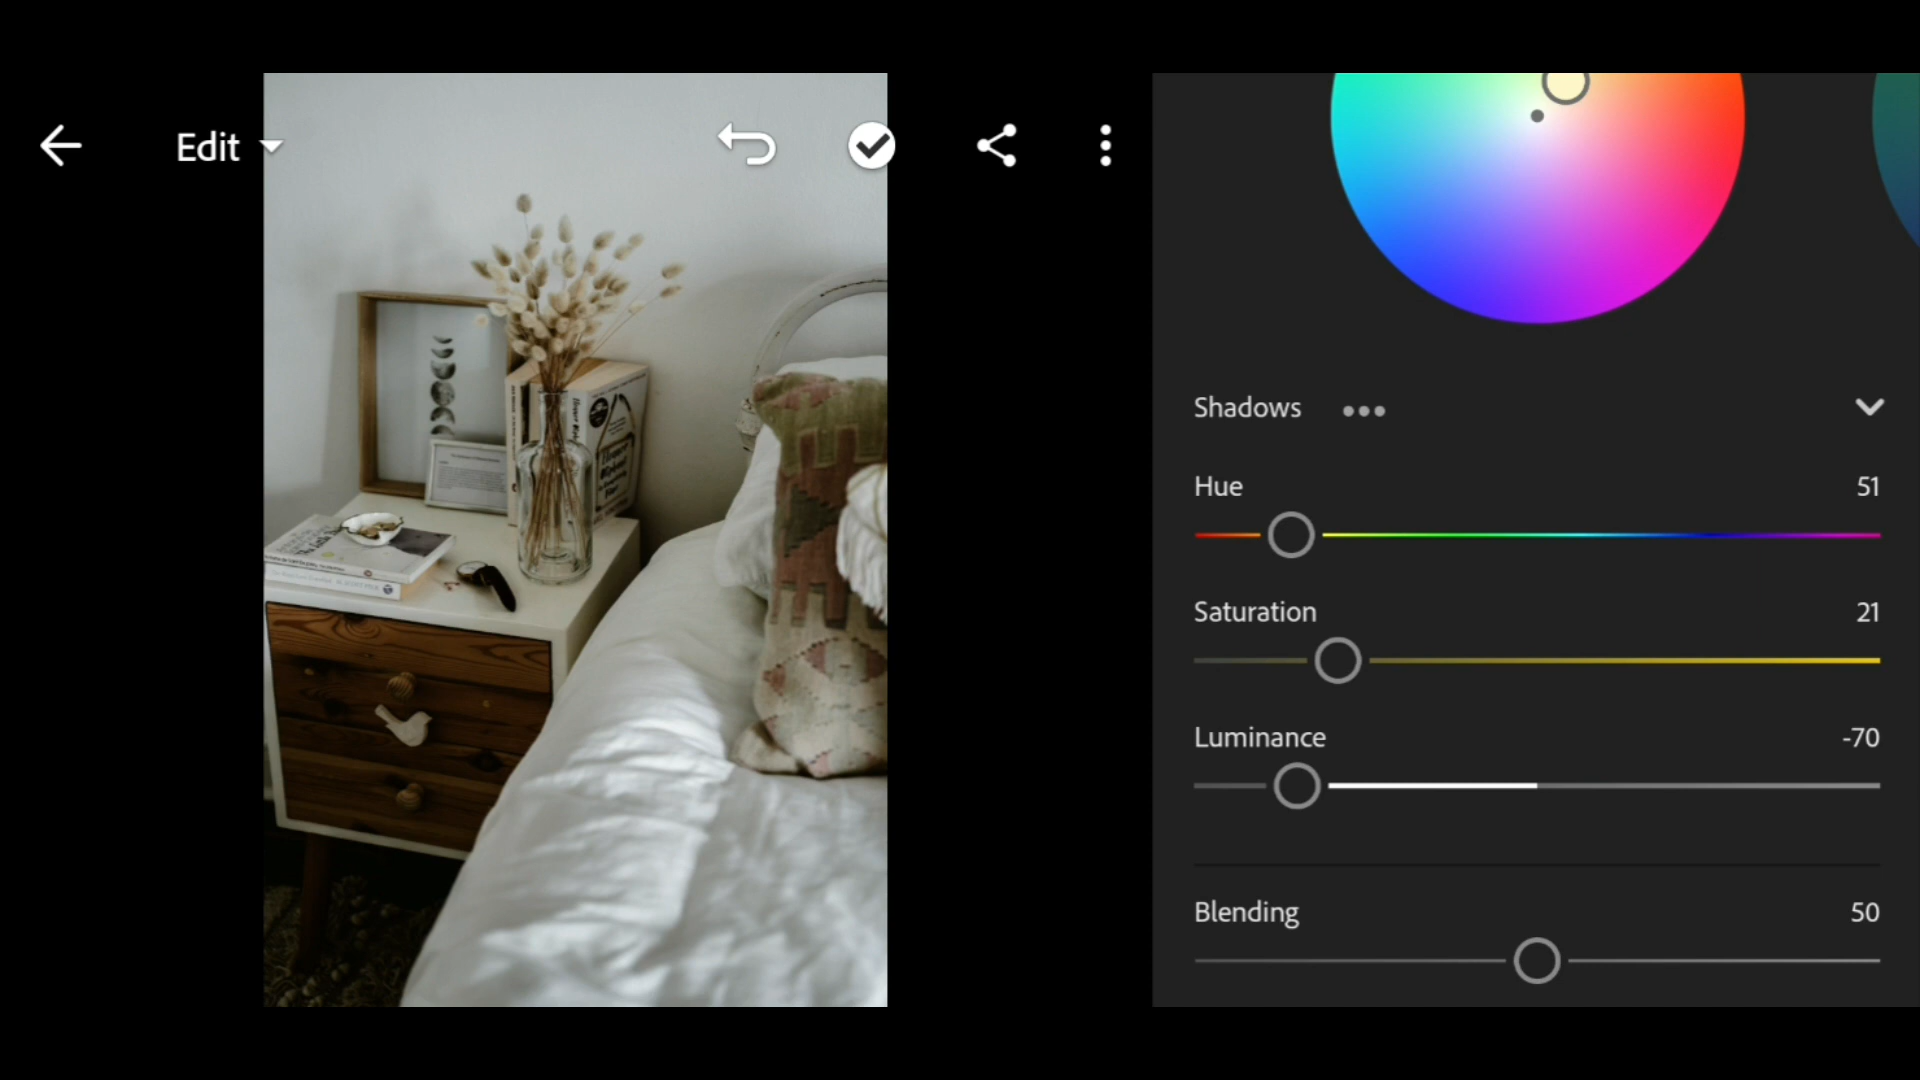 Edit
Shadows
Hue 51
Saturation 21
Luminance -70
Blending 50